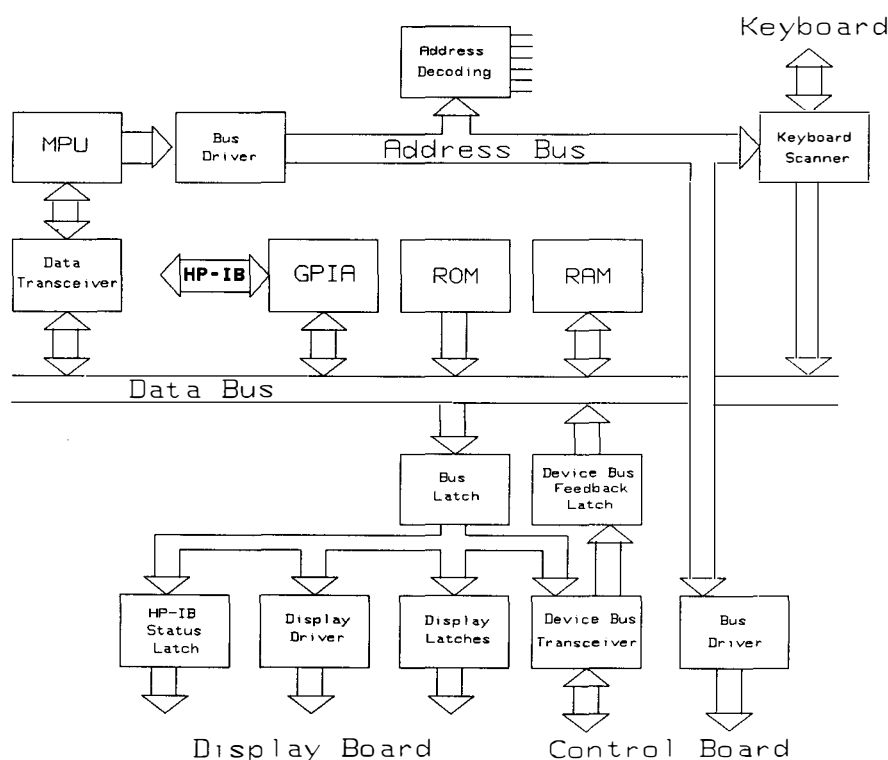 Keyboard
Address
Decoding
MPU
Bus
Driver
Address Bus
Keyboard
Scanner
Data
Transceiver
HP-IB
GPIA
ROM
RAM
Data Bus
Bus
Latch
Device Bus
Feedback
Latch
HP-IB
Status
Latch
Display
Driver
Display
Latches
Device Bus
Transceiver
Bus
Driver
Display Board
Control Board